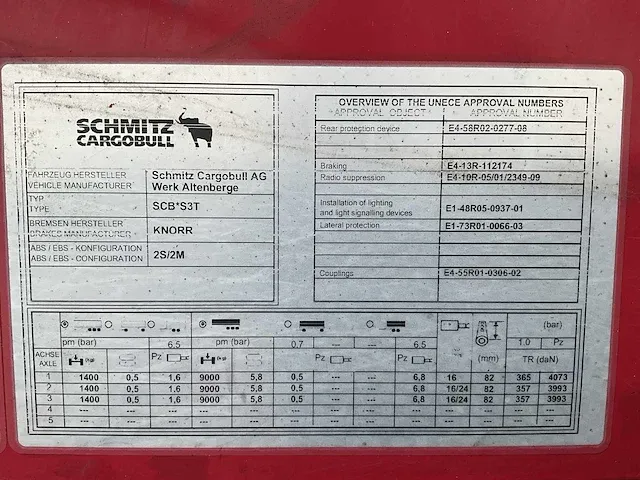 SCHMITZ
CARGOBULL
FAHRZEUG HERSTELLER
VEHICLE MANUFACTURER
Schmitz Cargobull AG
Werk Altenberge
TYP
TYPE
SCB*S3T
BREMSEN HERSTELLER
BRAKES MANUFACTURER
KNORR
ABS / EBS - KONFIGURATION
ABS / EBS - CONFIGURATION
2S/2M
OVERVIEW OF THE UNECE APPROVAL NUMBERS
APPROVAL OBJECT APPROVAL NUMBER
Rear protection device E4-58R02-0277-08
Braking E4-13R-112174
Radio suppression E4-10R-05/01/2349-09
Installation of lighting
and light signalling devices E1-48R05-0937-01
Lateral protection E1-73R01-0066-03
Couplings E4-55R01-0306-02
(bar)
pm (bar) 6.5 pm (bar) 0.7 6.5 1.0 Pz
ACHSE
AXLE
Pz Pz Pz (mm) TR (daN)
1 1400 0,5 1,6 9000 5,8 0,5 --- 6,8 16 82 365 4073
2 1400 0,5 1,6 9000 5,8 0,5 --- 6,8 16/24 82 357 3993
3 1400 0,5 1,6 9000 5,8 0,5 --- 6,8 16/24 82 357 3993
4 --- --- --- --- --- --- --- --- --- --- --- ---
5 --- --- --- --- --- --- --- --- --- --- --- ---